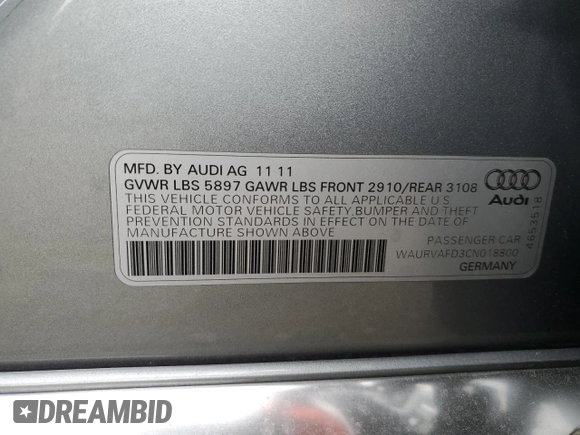 MFD. BY AUDI AG 11 11
GVWR LBS 5897 GAWR LBS FRONT 2910/REAR 3108
THIS VEHICLE CONFORMS TO ALL APPLICABLE U.S
FEDERAL MOTOR VEHICLE SAFETY,BUMPER AND THEFT
PREVENTION STANDARDS IN EFFECT ON THE DATE OF
MANUFACTURE SHOWN ABOVE
PASSENGER CAR
WAURVAFD3CN018800
GERMANY
Audi
4653518
DREAMBID